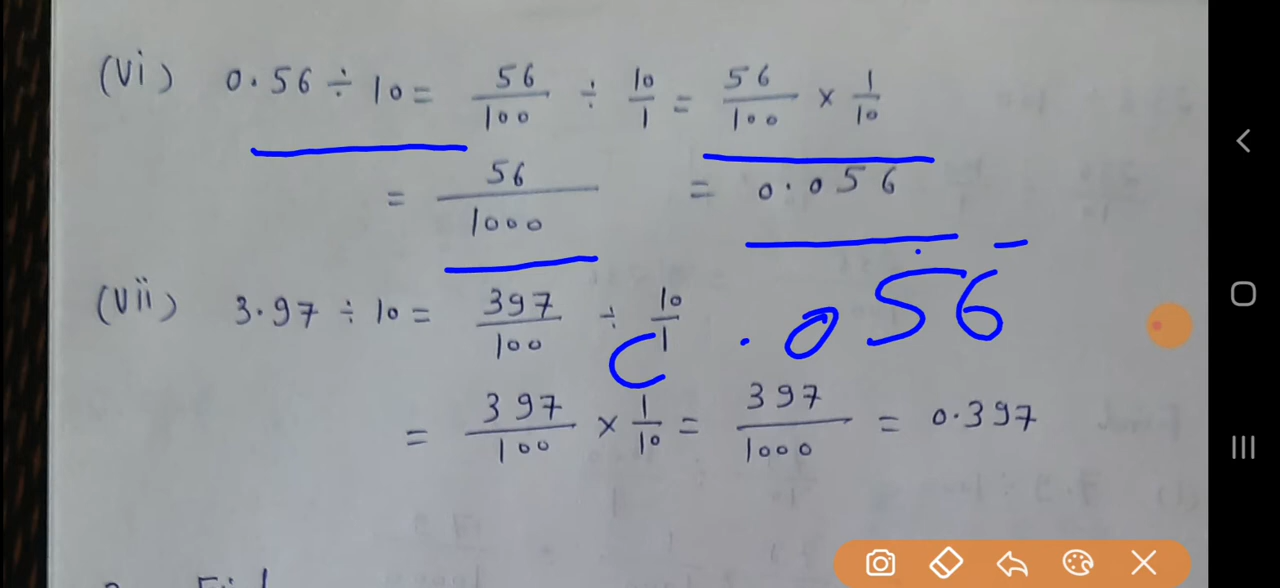 (vi) 0.56 ÷ 10 = 56/100 ÷ 10/1 = 56/100 × 1/10
= 56/1000 = 0.056
.056
(vii) 3.97 ÷ 10 = 397/100 ÷ 10/1
= 397/100 × 1/10 = 397/1000 = 0.397